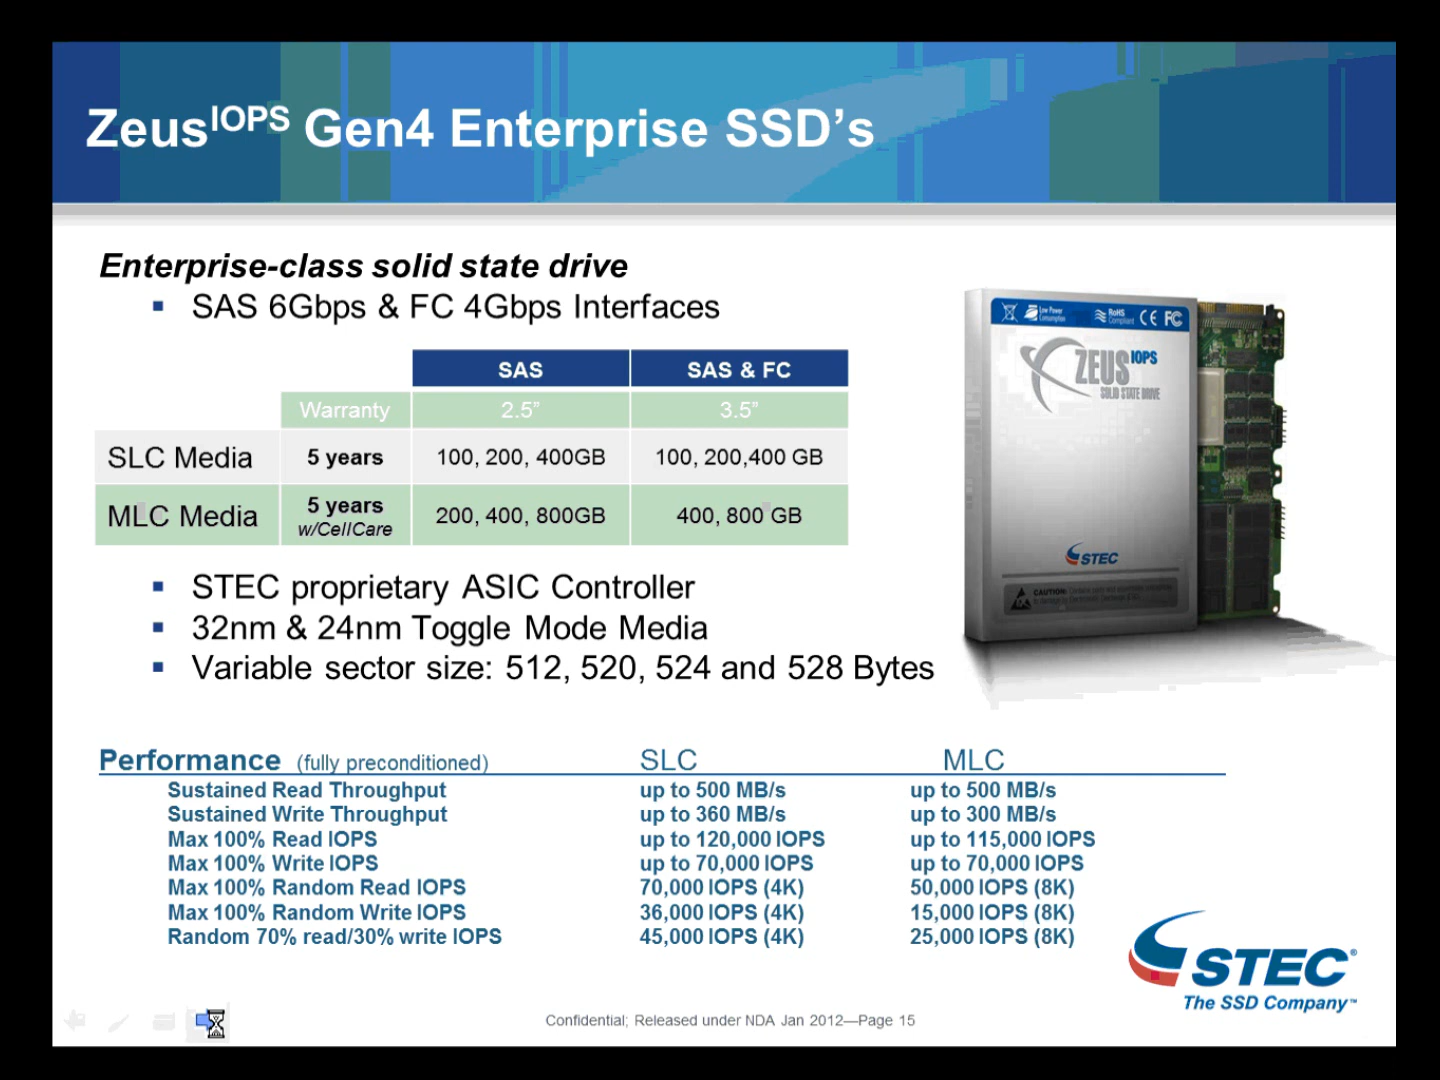 Zeus IOPS Gen4 Enterprise SSD’s
Enterprise-class solid state drive
▪ SAS 6Gbps & FC 4Gbps Interfaces
SAS SAS & FC
Warranty 2.5” 3.5”
SLC Media 5 years 100, 200, 400GB 100, 200,400 GB
MLC Media 5 years w/CellCare 200, 400, 800GB 400, 800 GB
▪ STEC proprietary ASIC Controller
▪ 32nm & 24nm Toggle Mode Media
▪ Variable sector size: 512, 520, 524 and 528 Bytes
Low Power Consumption RoHS Compliant CE FC
ZEUS IOPS
SOLID STATE DRIVE
STEC
CAUTION:
Performance (fully preconditioned) SLC MLC
Sustained Read Throughput up to 500 MB/s up to 500 MB/s
Sustained Write Throughput up to 360 MB/s up to 300 MB/s
Max 100% Read IOPS up to 120,000 IOPS up to 115,000 IOPS
Max 100% Write IOPS up to 70,000 IOPS up to 70,000 IOPS
Max 100% Random Read IOPS 70,000 IOPS (4K) 50,000 IOPS (8K)
Max 100% Random Write IOPS 36,000 IOPS (4K) 15,000 IOPS (8K)
Random 70% read/30% write IOPS 45,000 IOPS (4K) 25,000 IOPS (8K)
STEC®
The SSD Company™
Confidential; Released under NDA Jan 2012—Page 15